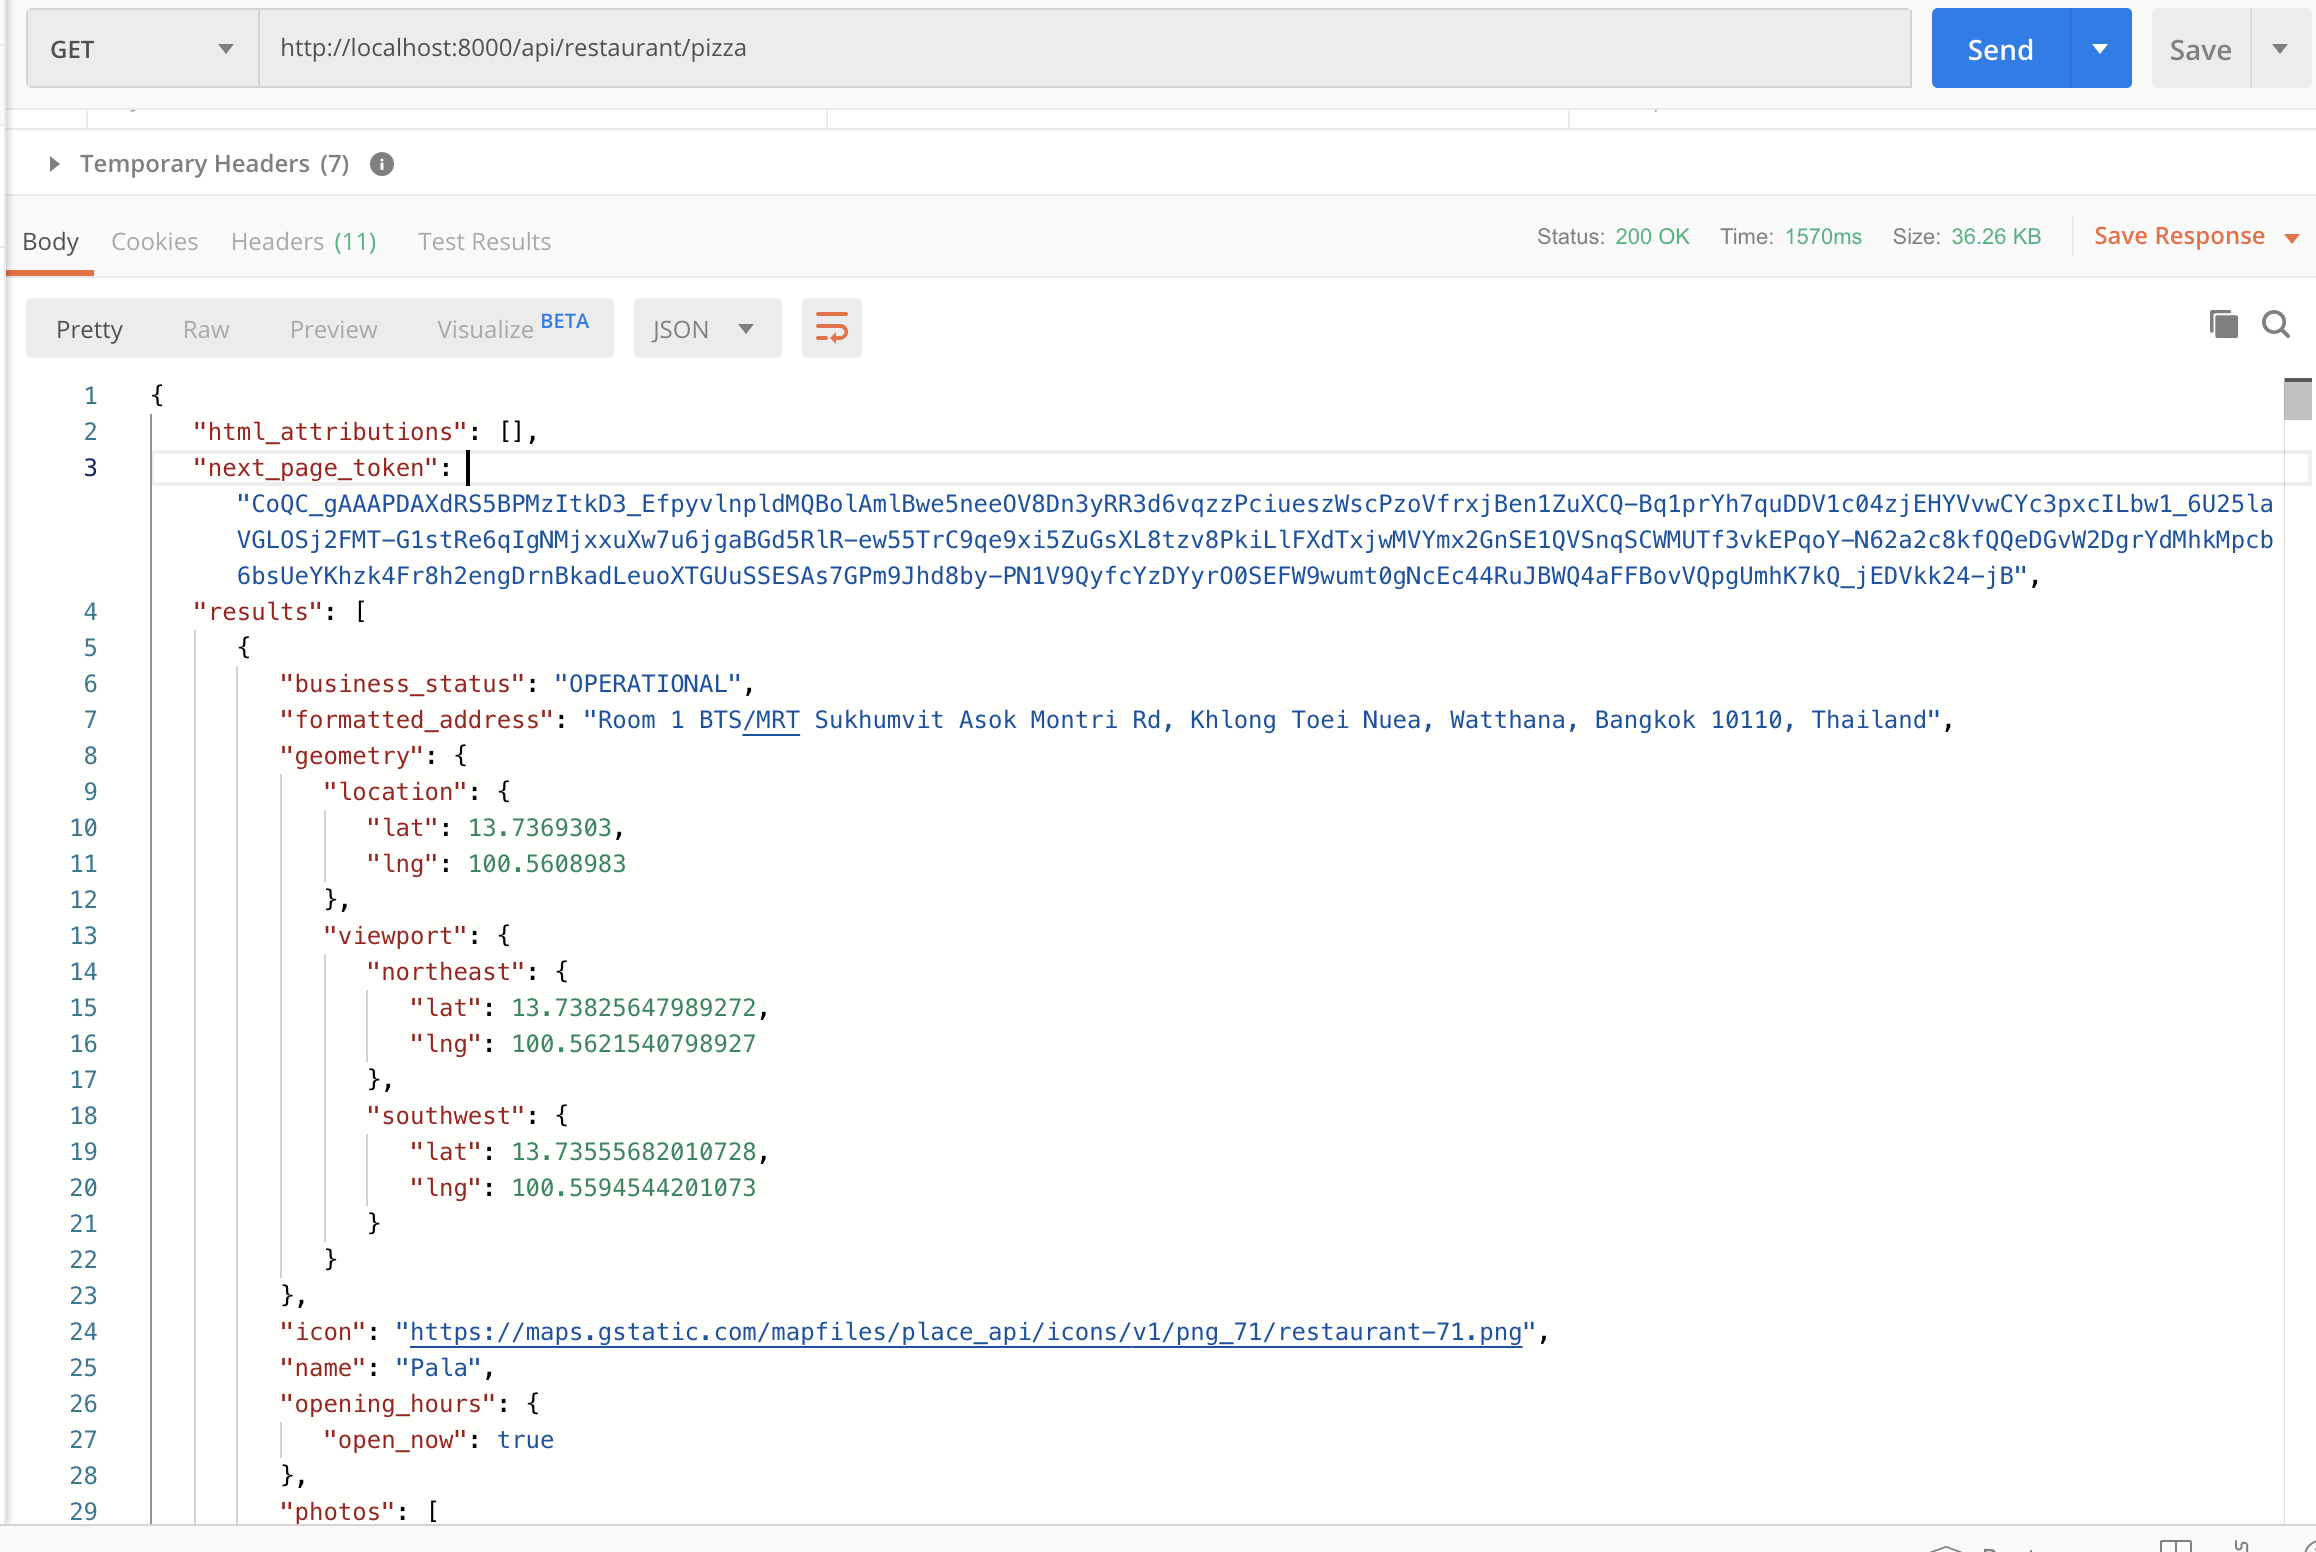 GET http://localhost:8000/api/restaurant/pizza Send Save
Temporary Headers (7)
Body Cookies Headers (11) Test Results Status: 200 OK Time: 1570ms Size: 36.26 KB Save Response
Pretty Raw Preview Visualize BETA JSON
1 {
2 "html_attributions": [],
3 "next_page_token":
"CoQC_gAAAPDAXdRS5BPMzItkD3_EfpyvlnpldMQBolAmlBwe5neeOV8Dn3yRR3d6vqzzPciueszWscPzoVfrxjBen1ZuXCQ-Bq1prYh7quDDV1c04zjEHYVvwCYc3pxcILbw1_6U25la
VGLOSj2FMT-G1stRe6qIgNMjxxuXw7u6jgaBGd5RlR-ew55TrC9qe9xi5ZuGsXL8tzv8PkiLlFXdTxjwMVYmx2GnSE1QVSnqSCWMUTf3vkEPqoY-N62a2c8kfQQeDGvW2DgrYdMhkMpcb
6bsUeYKhzk4Fr8h2engDrnBkadLeuoXTGUuSSESAs7GPm9Jhd8by-PN1V9QyfcYzDYyrO0SEFW9wumt0gNcEc44RuJBWQ4aFFBovVQpgUmhK7kQ_jEDVkk24-jB",
4 "results": [
5 {
6 "business_status": "OPERATIONAL",
7 "formatted_address": "Room 1 BTS/MRT Sukhumvit Asok Montri Rd, Khlong Toei Nuea, Watthana, Bangkok 10110, Thailand",
8 "geometry": {
9 "location": {
10 "lat": 13.7369303,
11 "lng": 100.5608983
12 },
13 "viewport": {
14 "northeast": {
15 "lat": 13.73825647989272,
16 "lng": 100.5621540798927
17 },
18 "southwest": {
19 "lat": 13.73555682010728,
20 "lng": 100.5594544201073
21 }
22 }
23 },
24 "icon": "https://maps.gstatic.com/mapfiles/place_api/icons/v1/png_71/restaurant-71.png",
25 "name": "Pala",
26 "opening_hours": {
27 "open_now": true
28 },
29 "photos": [